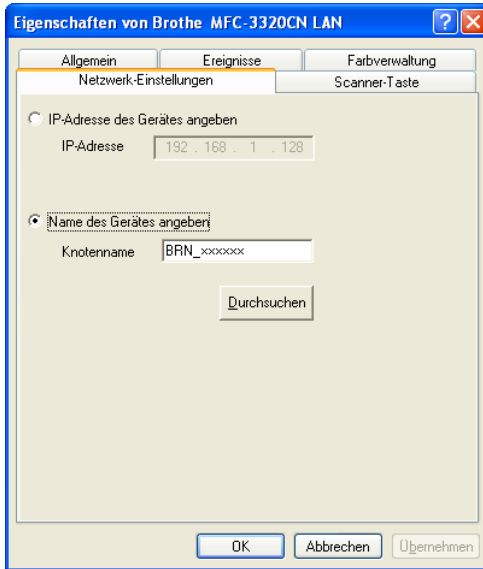 Eigenschaften von Brothe MFC-3320CN LAN
Allgemein Ereignisse Farbverwaltung
Netzwerk-Einstellungen Scanner-Taste
IP-Adresse des Gerätes angeben
IP-Adresse 192 . 168 . 1 . 128
Name des Gerätes angeben
Knotenname BRN_xxxxxx
Durchsuchen
OK Abbrechen Übernehmen